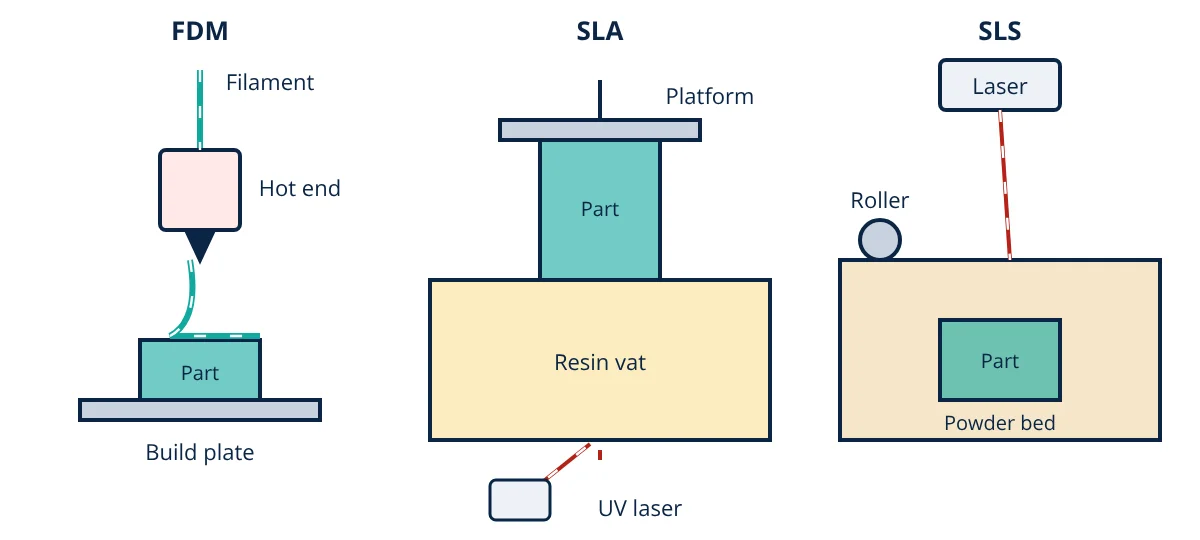 FDM
Filament
Hot end
Part
Build plate
SLA
Platform
Part
Resin vat
UV laser
SLS
Laser
Roller
Part
Powder bed